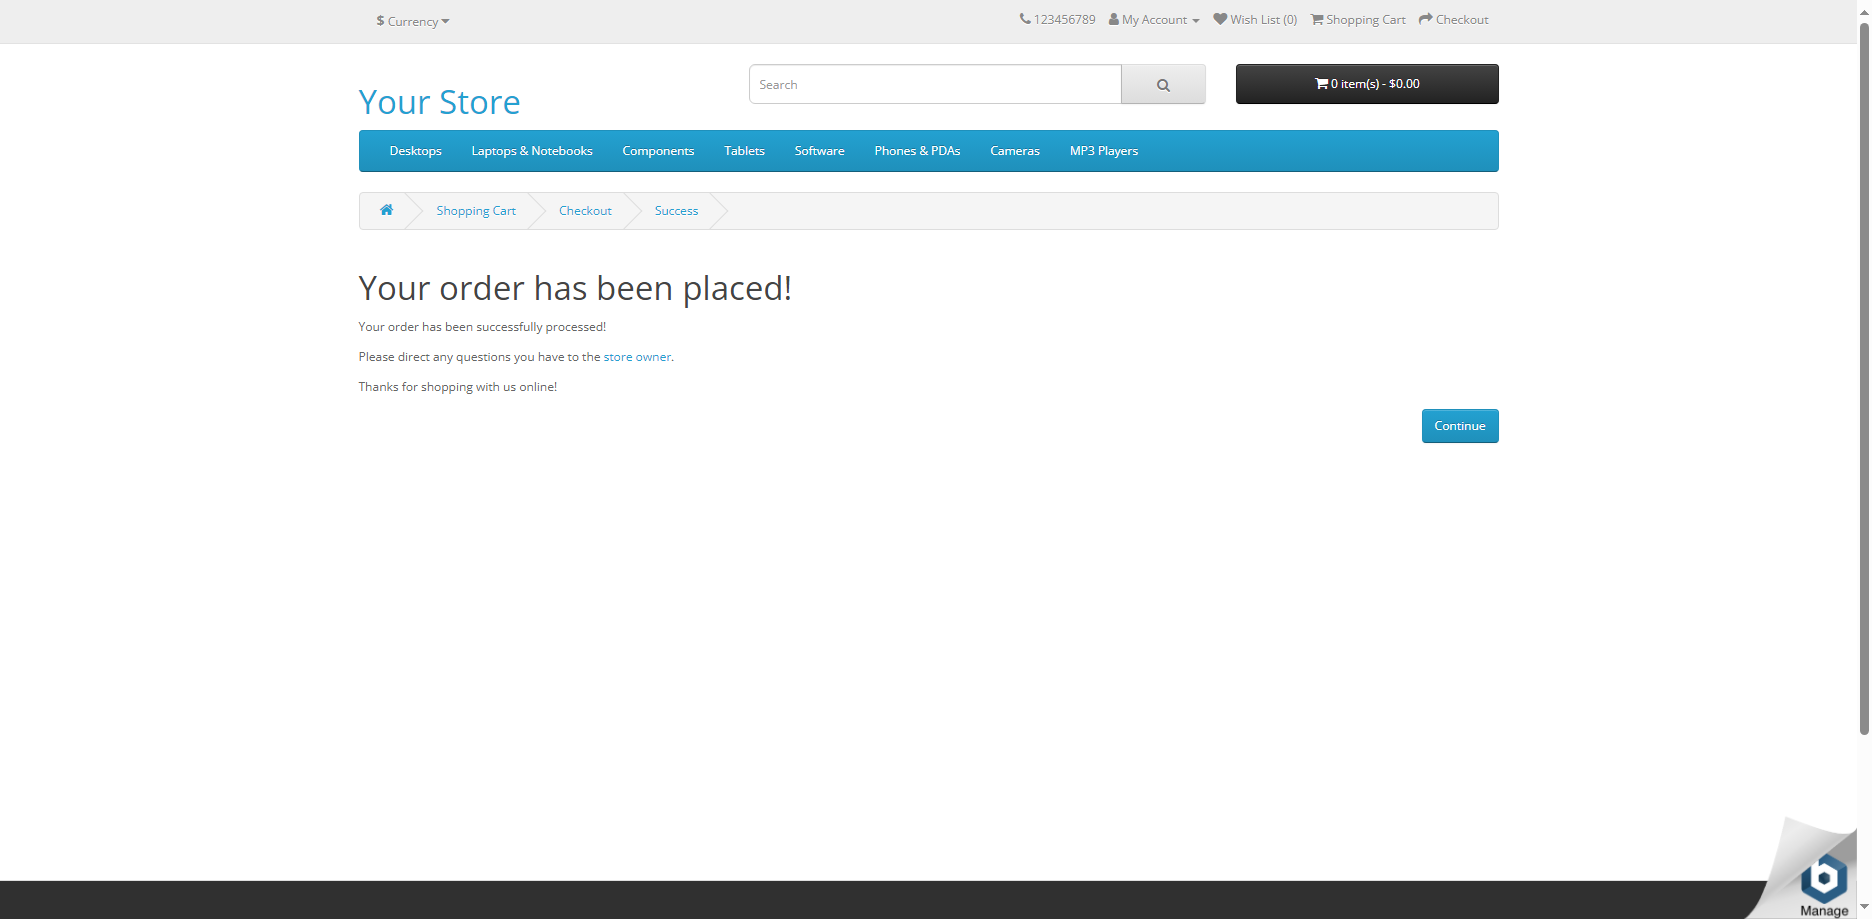 $ Currency
123456789 My Account Wish List (0) Shopping Cart Checkout
Your Store
Search
0 item(s) - $0.00
Desktops Laptops & Notebooks Components Tablets Software Phones & PDAs Cameras MP3 Players
Shopping Cart Checkout Success
Your order has been placed!
Your order has been successfully processed!
Please direct any questions you have to the store owner.
Thanks for shopping with us online!
Continue
Manage